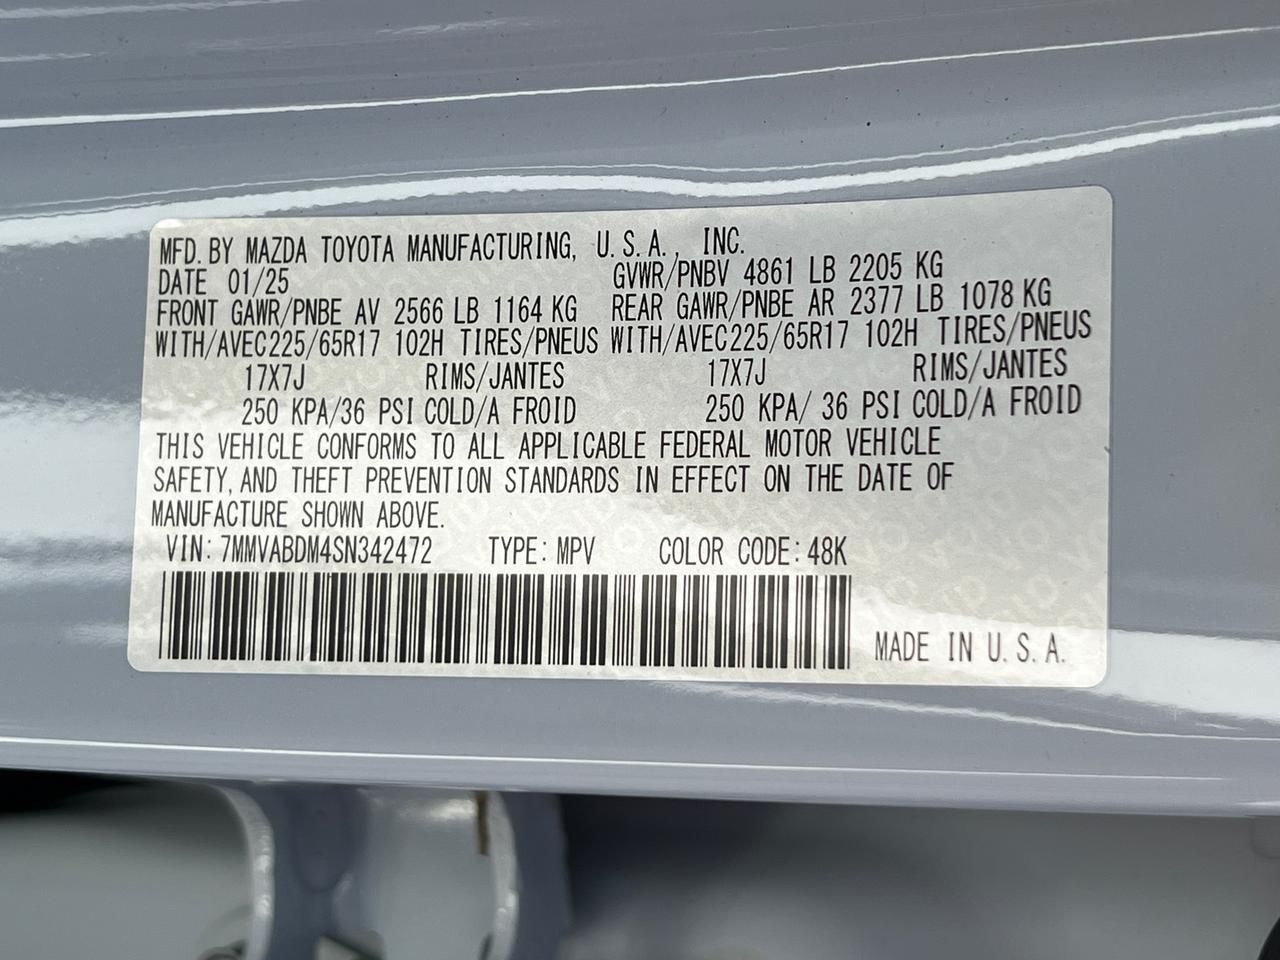 MFD. BY MAZDA TOYOTA MANUFACTURING, U.S.A., INC.
DATE 01/25 GVWR/PNBV 4861 LB 2205 KG
FRONT GAWR/PNBE AV 2566 LB 1164 KG REAR GAWR/PNBE AR 2377 LB 1078 KG
WITH/AVEC225/65R17 102H TIRES/PNEUS WITH/AVEC225/65R17 102H TIRES/PNEUS
17X7J RIMS/JANTES 17X7J RIMS/JANTES
250 KPA/36 PSI COLD/A FROID 250 KPA/ 36 PSI COLD/A FROID
THIS VEHICLE CONFORMS TO ALL APPLICABLE FEDERAL MOTOR VEHICLE
SAFETY, AND THEFT PREVENTION STANDARDS IN EFFECT ON THE DATE OF
MANUFACTURE SHOWN ABOVE.
VIN: 7MMVABDM4SN342472 TYPE: MPV COLOR CODE: 48K
MADE IN U.S.A.